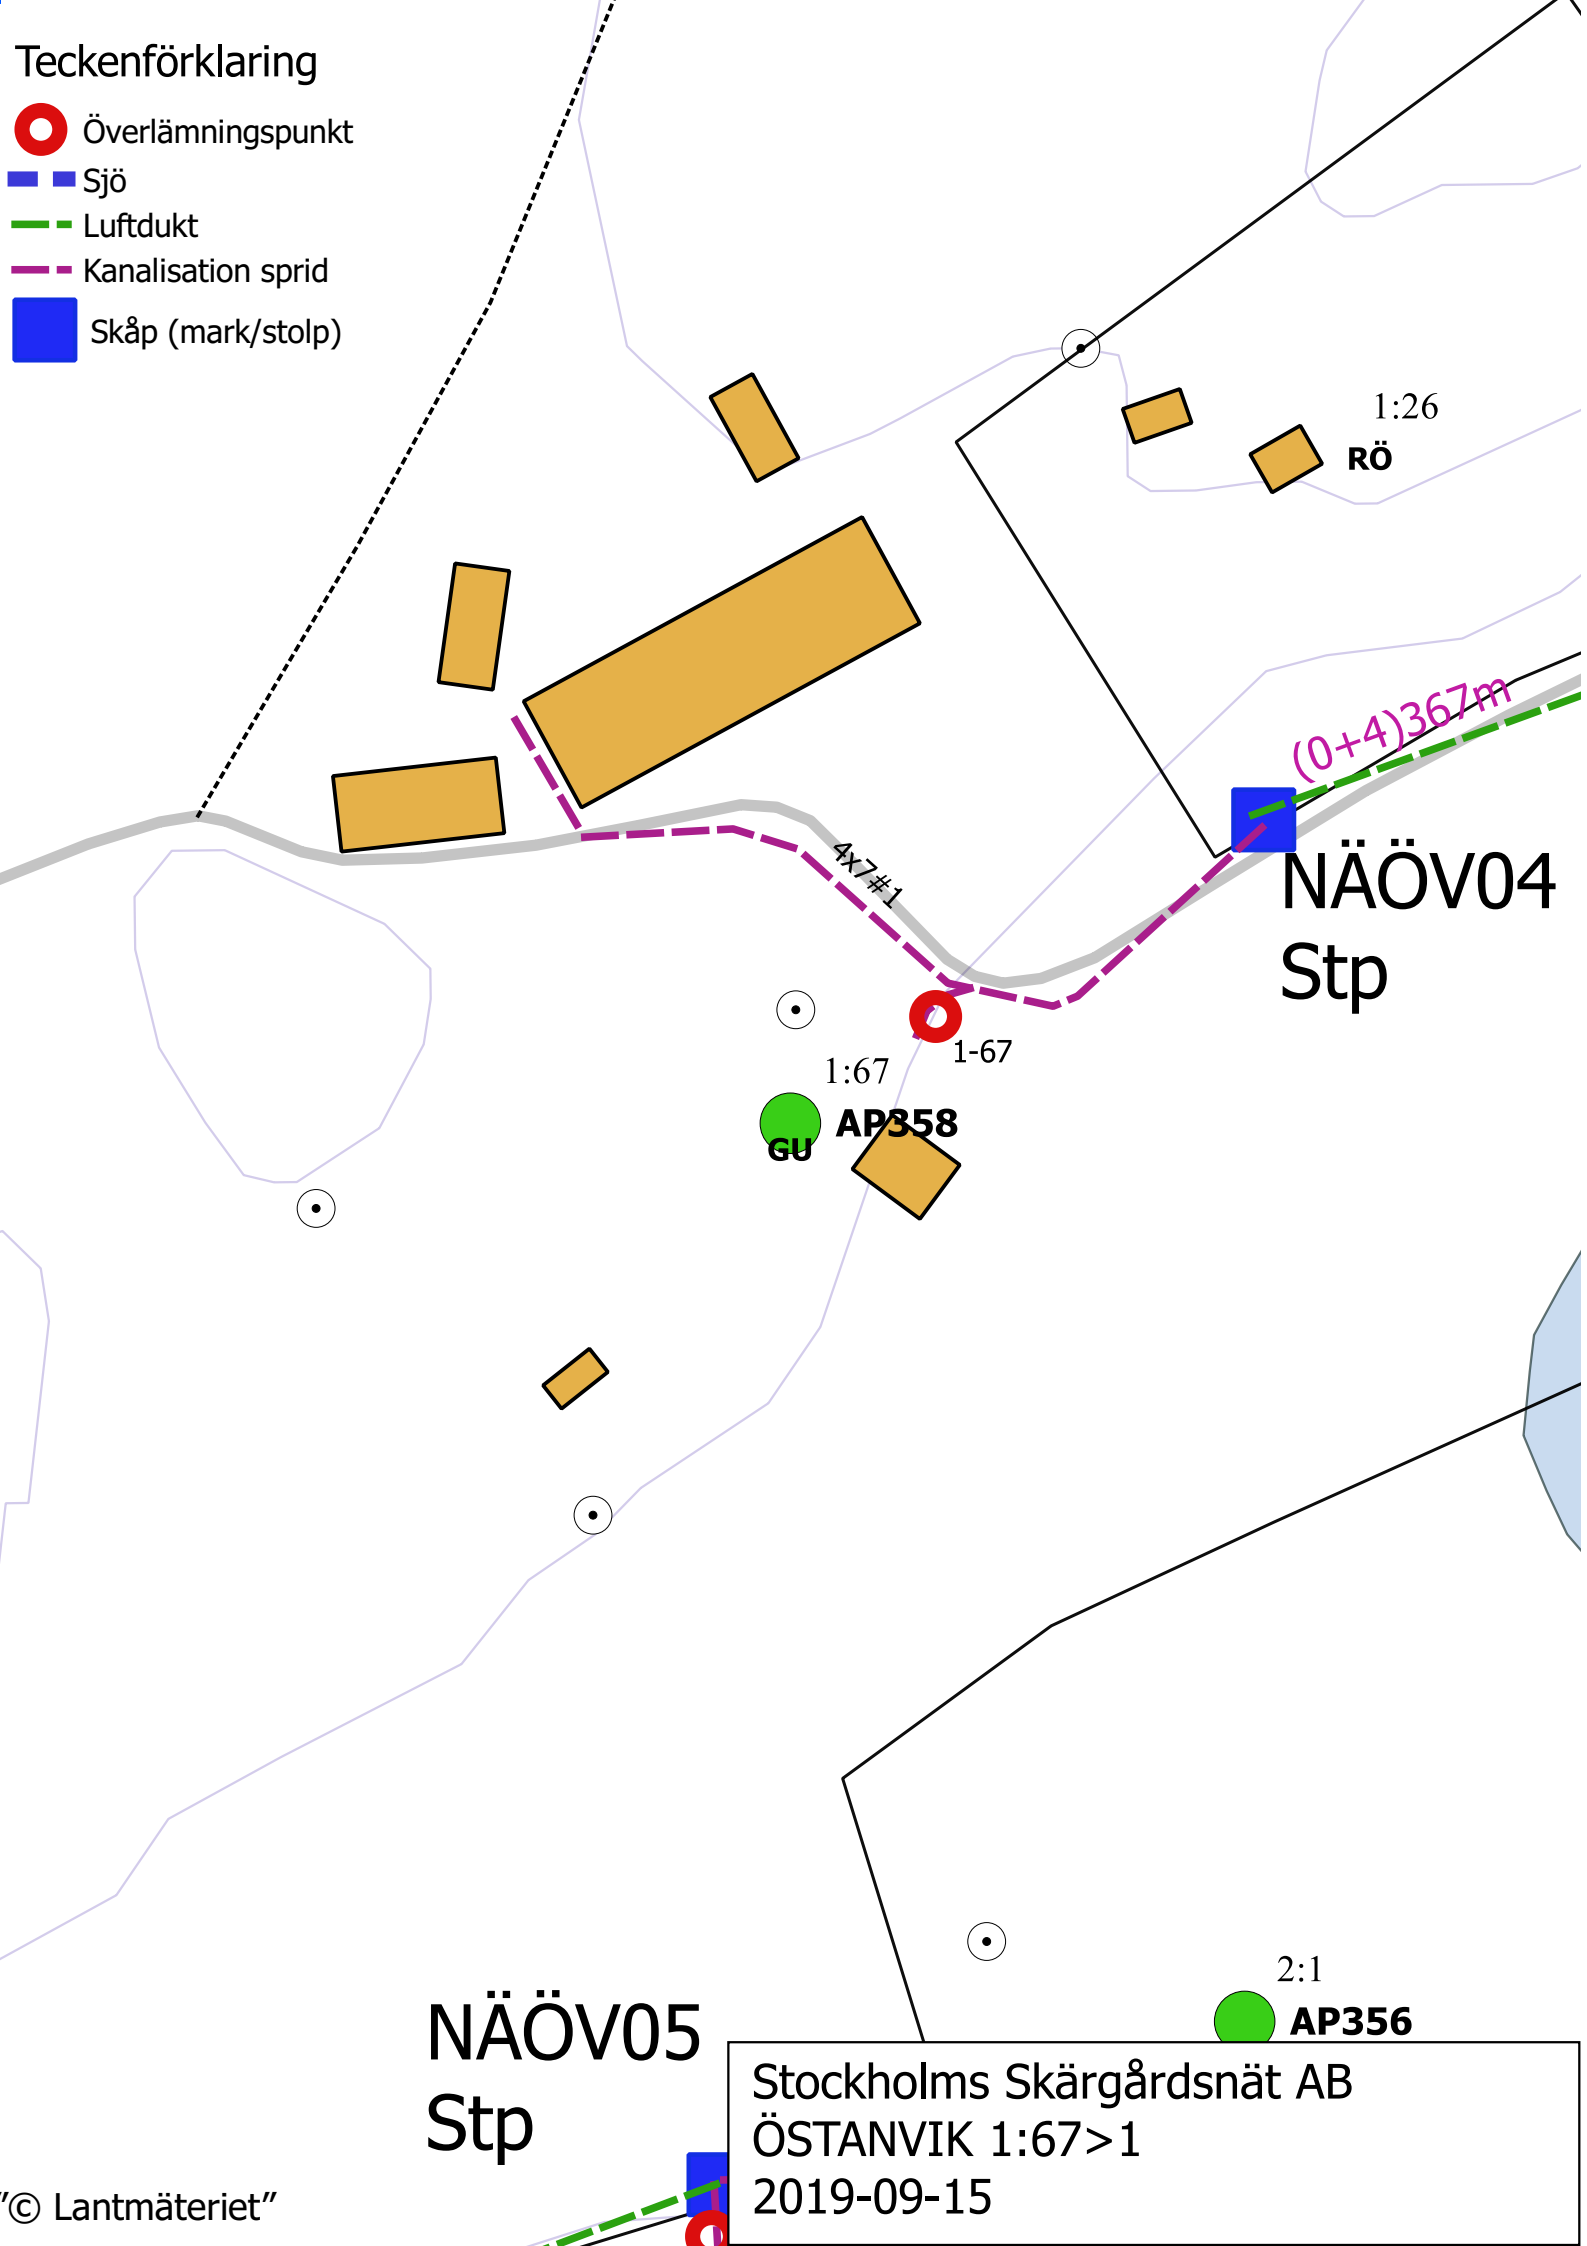 Teckenförklaring
Överlämningspunkt
Sjö
Luftdukt
Kanalisation sprid
Skåp (mark/stolp)
1:26
RÖ
(0+4)367m
4x7#1
NÄÖV04
Stp
1-67
1:67
AP358
GU
2:1
AP356
NÄÖV05
Stp
Stockholms Skärgårdsnät AB
ÖSTANVIK 1:67>1
2019-09-15
"© Lantmäteriet"